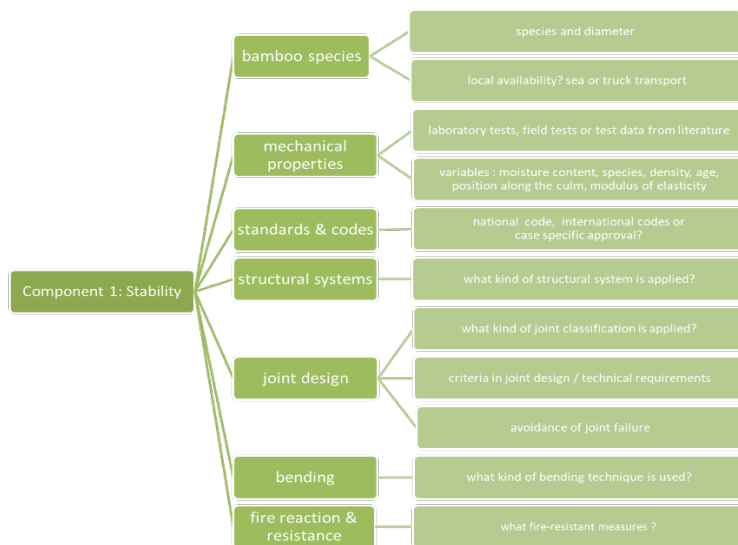 Component 1: Stability
bamboo species
species and diameter
local availability? sea or truck transport
mechanical
properties
laboratory tests, field tests or test data from literature
variables : moisture content, species, density, age,
position along the culm, modulus of elasticity
standards & codes
national code, international codes or
case specific approval?
structural systems
what kind of structural system is applied?
joint design
what kind of joint classification is applied?
criteria in joint design / technical requirements
avoidance of joint failure
bending
what kind of bending technique is used?
fire reaction &
resistance
what fire-resistant measures ?